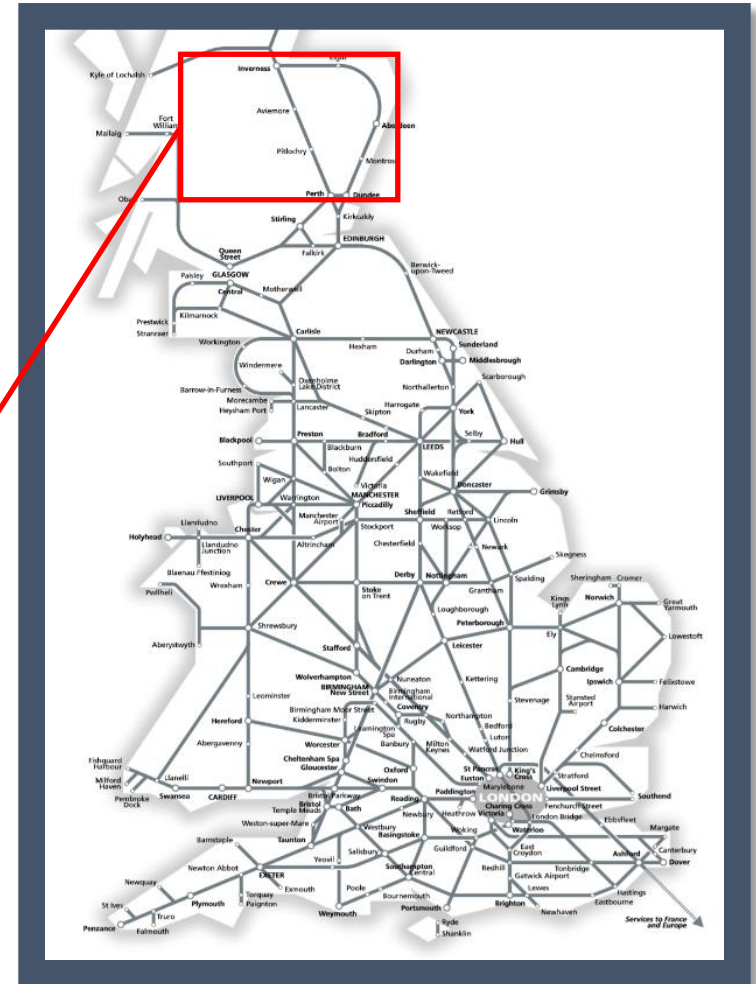 Elgin
Inverness
Kyle of Lochalsh
Aviemore
Fort
William
Aberdeen
Mallaig
Pitlochry
Montros
Perth
Dundee
Oba
Kirkcaldy
Stirling
EDINBURGH
Queen
Street
Falkirk
GLASGOW
Central
Paisley
Motherwell
Berwick-
upon-Tweed
Prestwick
Kilmarnock
Stranraer
Carlisle
NEWCASTLE
Workington
Hexham
Sunderland
Durham
Darlington
Middlesbrough
Windermere
Oxenholme
Lake District
Scarborough
Barrow-in-Furness
Northallerton
Morecambe
Heysham Port
Lancaster
Harrogate
York
Skipton
Preston
Bradford
Selby
Blackpool
Blackburn
LEEDS
Hull
Huddersfield
Southport
Bolton
Wakefield
Wigan
Victoria
Doncaster
MANCHESTER
Piccadilly
Grimsby
LIVERPOOL
Warrington
Manchester
Airport
Sheffield
Retford
Llandudno
Stockport
Worksop
Lincoln
Holyhead
Chester
Llandudno
Junction
Altrincham
Chesterfield
Newark
Skegness
Blaenau Ffestiniog
Derby
Nottingham
Spalding
Sheringham
Cromer
Pwllheli
Wrexham
Crewe
Stoke
on Trent
Grantham
Kings
Lynn
Norwich
Great
Yarmouth
Loughborough
Shrewsbury
Peterborough
Ely
Lowestoft
Aberystwyth
Stafford
Leicester
Cambridge
Wolverhampton
Nuneaton
Kettering
Ipswich
Felixstowe
BIRMINGHAM
New Street
Birmingham
International
Leominster
Stansted
Airport
Birmingham Moor Street
Coventry
Stevenage
Harwich
Kidderminster
Rugby
Northampton
Hereford
Leamington
Spa
Bedford
Colchester
Abergavenny
Worcester
Banbury
Milton
Keynes
Luton
Watford Junction
Chelmsford
Fishguard
Harbour
Cheltenham Spa
Gloucester
Oxford
St Pancras
King's
Cross
Milford
Haven
Llanelli
Euston
Stratford
Newport
Swindon
Marylebone
Liverpool Street
Pembroke
Dock
Swansea
CARDIFF
Bristol Parkway
Paddington
LONDON
Southend
Bristol
Temple Meads
Bath
Reading
Charing Cross
Fenchurch Street
Weston-super-Mare
Newbury
Heathrow
Victoria
London Bridge
Ebbsfleet
Westbury
Waterloo
Margate
Barnstaple
Taunton
Basingstoke
Woking
Salisbury
Guildford
East
Croydon
Canterbury
Yeovil
Ashford
Dover
Newton Abbot
Southampton
Central
Redhill
Tonbridge
EXETER
Gatwick Airport
Newquay
Exmouth
Poole
Lewes
Hastings
Torquay
Paignton
Bournemouth
Eastbourne
St Ives
Plymouth
Weymouth
Portsmouth
Brighton
Newhaven
Truro
Penzance
Falmouth
Ryde
Shanklin
Services to France
and Europe